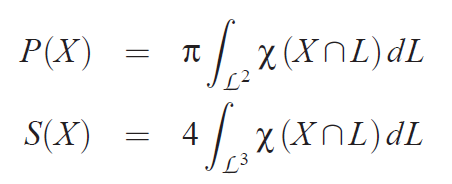 P(X) = π ∫_{ℒ²} χ(X∩L) dL
S(X) = 4 ∫_{ℒ³} χ(X∩L) dL